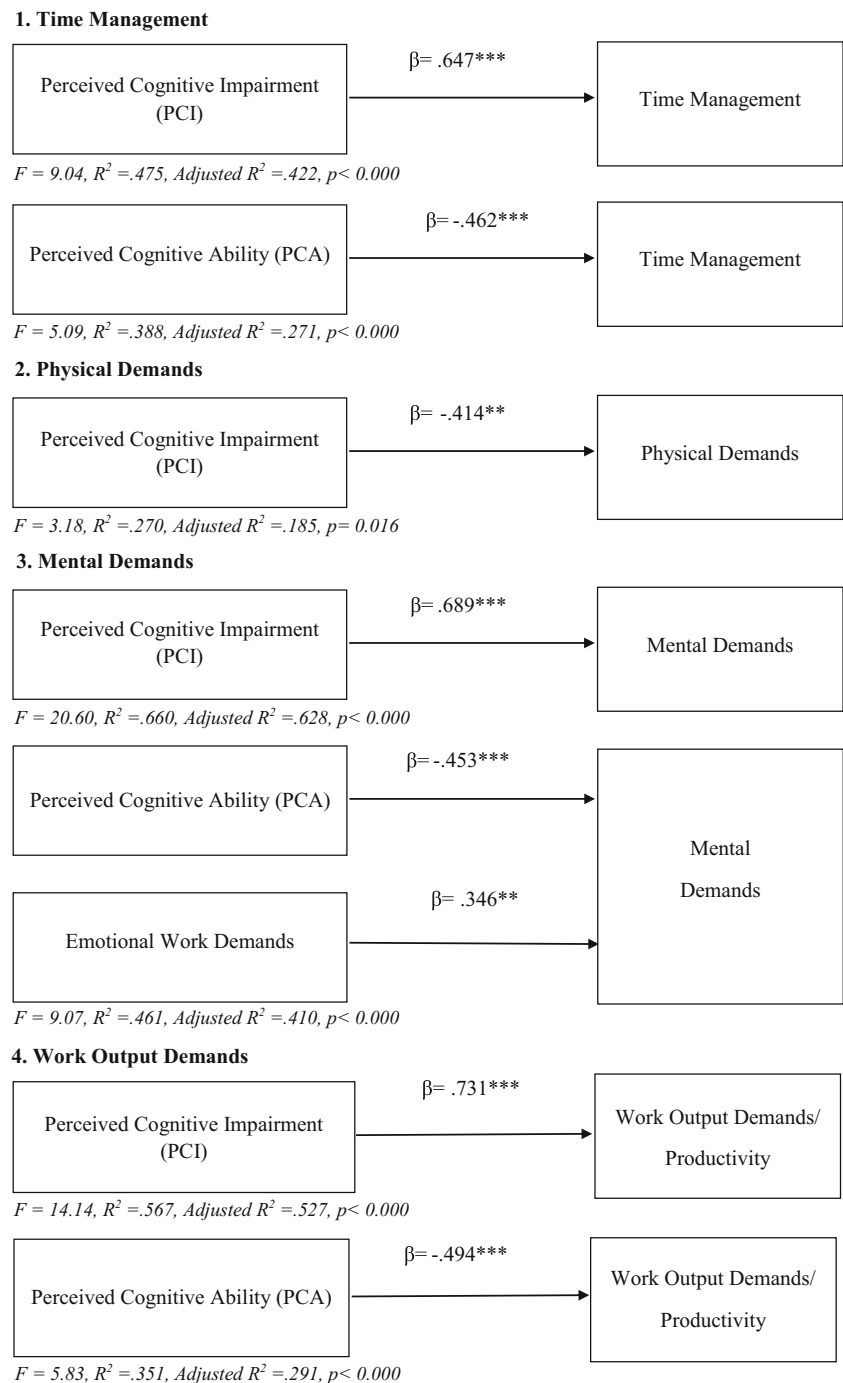 1. Time Management
β= .647***
Perceived Cognitive Impairment
(PCI)
Time Management
F = 9.04, R² =.475, Adjusted R² =.422, p< 0.000
β= -.462***
Perceived Cognitive Ability (PCA)
Time Management
F = 5.09, R² =.388, Adjusted R² =.271, p< 0.000
2. Physical Demands
β= -.414**
Perceived Cognitive Impairment
(PCI)
Physical Demands
F = 3.18, R² =.270, Adjusted R² =.185, p= 0.016
3. Mental Demands
β= .689***
Perceived Cognitive Impairment
(PCI)
Mental Demands
F = 20.60, R² =.660, Adjusted R² =.628, p< 0.000
β= -.453***
Perceived Cognitive Ability (PCA)
Mental
Demands
β= .346**
Emotional Work Demands
F = 9.07, R² =.461, Adjusted R² =.410, p< 0.000
4. Work Output Demands
β= .731***
Perceived Cognitive Impairment
(PCI)
Work Output Demands/
Productivity
F = 14.14, R² =.567, Adjusted R² =.527, p< 0.000
β= -.494***
Perceived Cognitive Ability (PCA)
Work Output Demands/
Productivity
F = 5.83, R² =.351, Adjusted R² =.291, p< 0.000